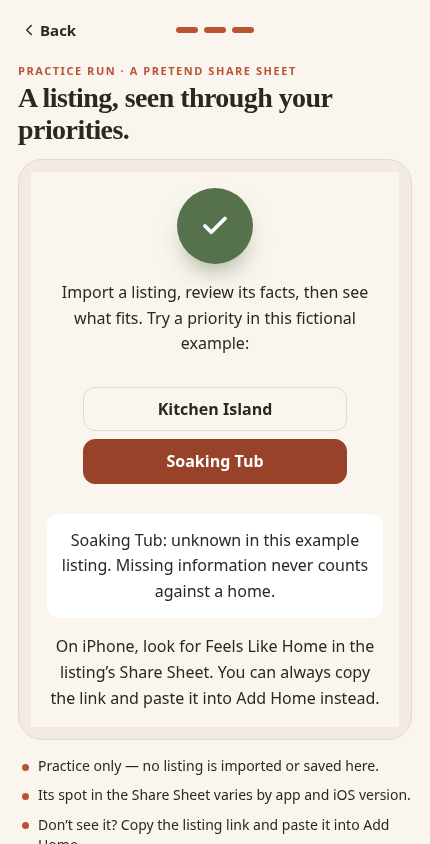 Back
PRACTICE RUN · A PRETEND SHARE SHEET
A listing, seen through your
priorities.
Import a listing, review its facts, then see
what fits. Try a priority in this fictional
example:
Kitchen Island
Soaking Tub
Soaking Tub: unknown in this example
listing. Missing information never counts
against a home.
On iPhone, look for Feels Like Home in the
listing’s Share Sheet. You can always copy
the link and paste it into Add Home instead.
Practice only — no listing is imported or saved here.
Its spot in the Share Sheet varies by app and iOS version.
Don’t see it? Copy the listing link and paste it into Add
Home.